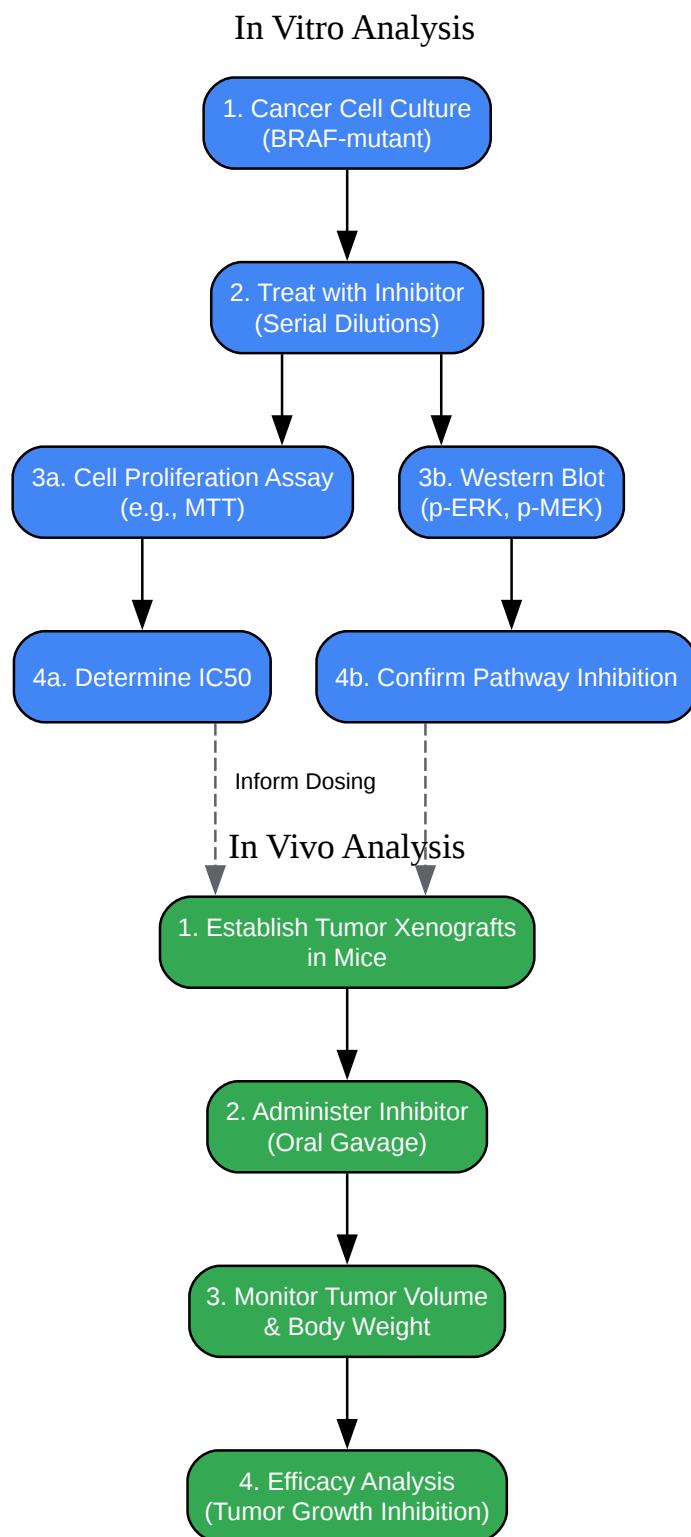 In Vitro Analysis
1. Cancer Cell Culture
(BRAF-mutant)
2. Treat with Inhibitor
(Serial Dilutions)
3a. Cell Proliferation Assay
(e.g., MTT)
3b. Western Blot
(p-ERK, p-MEK)
4a. Determine IC50
4b. Confirm Pathway Inhibition
Inform Dosing
In Vivo Analysis
1. Establish Tumor Xenografts
in Mice
2. Administer Inhibitor
(Oral Gavage)
3. Monitor Tumor Volume
& Body Weight
4. Efficacy Analysis
(Tumor Growth Inhibition)